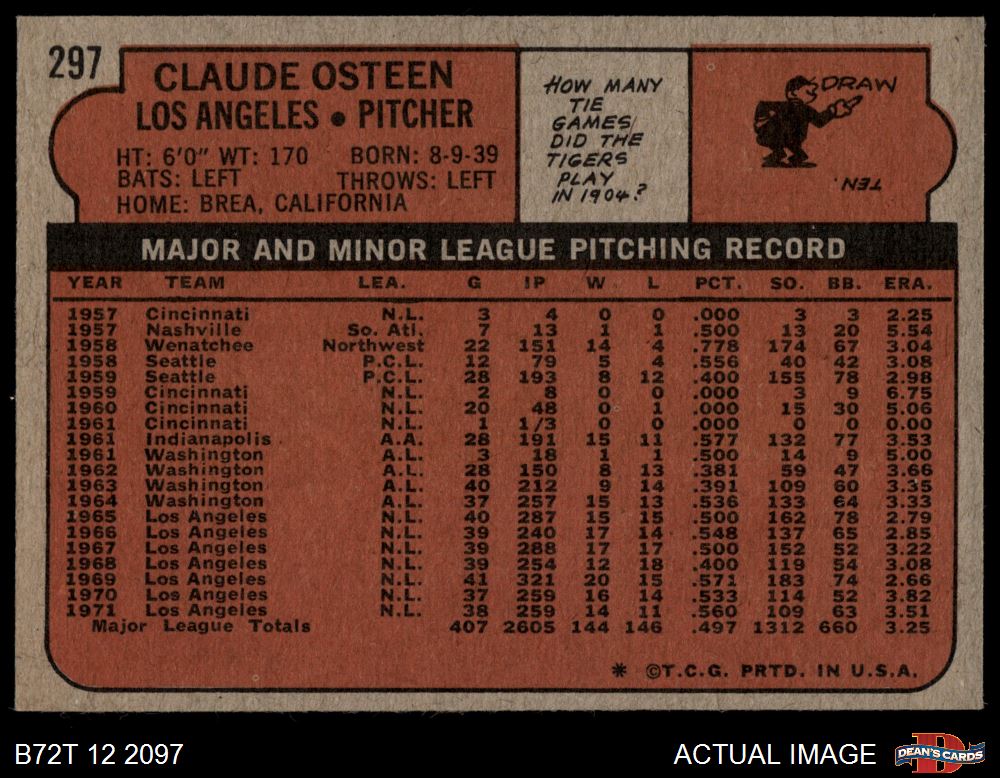 297
CLAUDE OSTEEN
LOS ANGELES • PITCHER
HT: 6'0" WT: 170 BORN: 8-9-39
BATS: LEFT THROWS: LEFT
HOME: BREA, CALIFORNIA
HOW MANY
TIE
GAMES
DID THE
TIGERS
PLAY
IN 1904?
DRAW
TEN.
MAJOR AND MINOR LEAGUE PITCHING RECORD
YEAR TEAM LEA. G IP W L PCT. SO. BB. ERA.
1957 Cincinnati N.L. 3 4 0 0 .000 3 3 2.25
1957 Nashville So. Atl. 7 13 1 1 .500 13 20 5.54
1958 Wenatchee Northwest 22 151 14 4 .778 174 67 3.04
1958 Seattle P.C.L. 12 79 5 4 .556 40 42 3.08
1959 Seattle P.C.L. 28 193 8 12 .400 155 78 2.98
1959 Cincinnati N.L. 2 8 0 0 .000 3 9 6.75
1960 Cincinnati N.L. 20 48 0 1 .000 15 30 5.06
1961 Cincinnati N.L. 1 1/3 0 0 .000 0 0 0.00
1961 Indianapolis A.A. 28 191 15 11 .577 132 77 3.53
1961 Washington A.L. 3 18 1 1 .500 14 9 5.00
1962 Washington A.L. 28 150 8 13 .381 59 47 3.66
1963 Washington A.L. 40 212 9 14 .391 109 60 3.35
1964 Washington A.L. 37 257 15 13 .536 133 64 3.33
1965 Los Angeles N.L. 40 287 15 15 .500 162 78 2.79
1966 Los Angeles N.L. 39 240 17 14 .548 137 65 2.85
1967 Los Angeles N.L. 39 288 17 17 .500 152 52 3.22
1968 Los Angeles N.L. 39 254 12 18 .400 119 54 3.08
1969 Los Angeles N.L. 41 321 20 15 .571 183 74 2.66
1970 Los Angeles N.L. 37 259 16 14 .533 114 52 3.82
1971 Los Angeles N.L. 38 259 14 11 .560 109 63 3.51
Major League Totals 407 2605 144 146 .497 1312 660 3.25
* ©T.C.G. PRTD. IN U.S.A.
B72T 12 2097 ACTUAL IMAGE DEAN'S CARDS